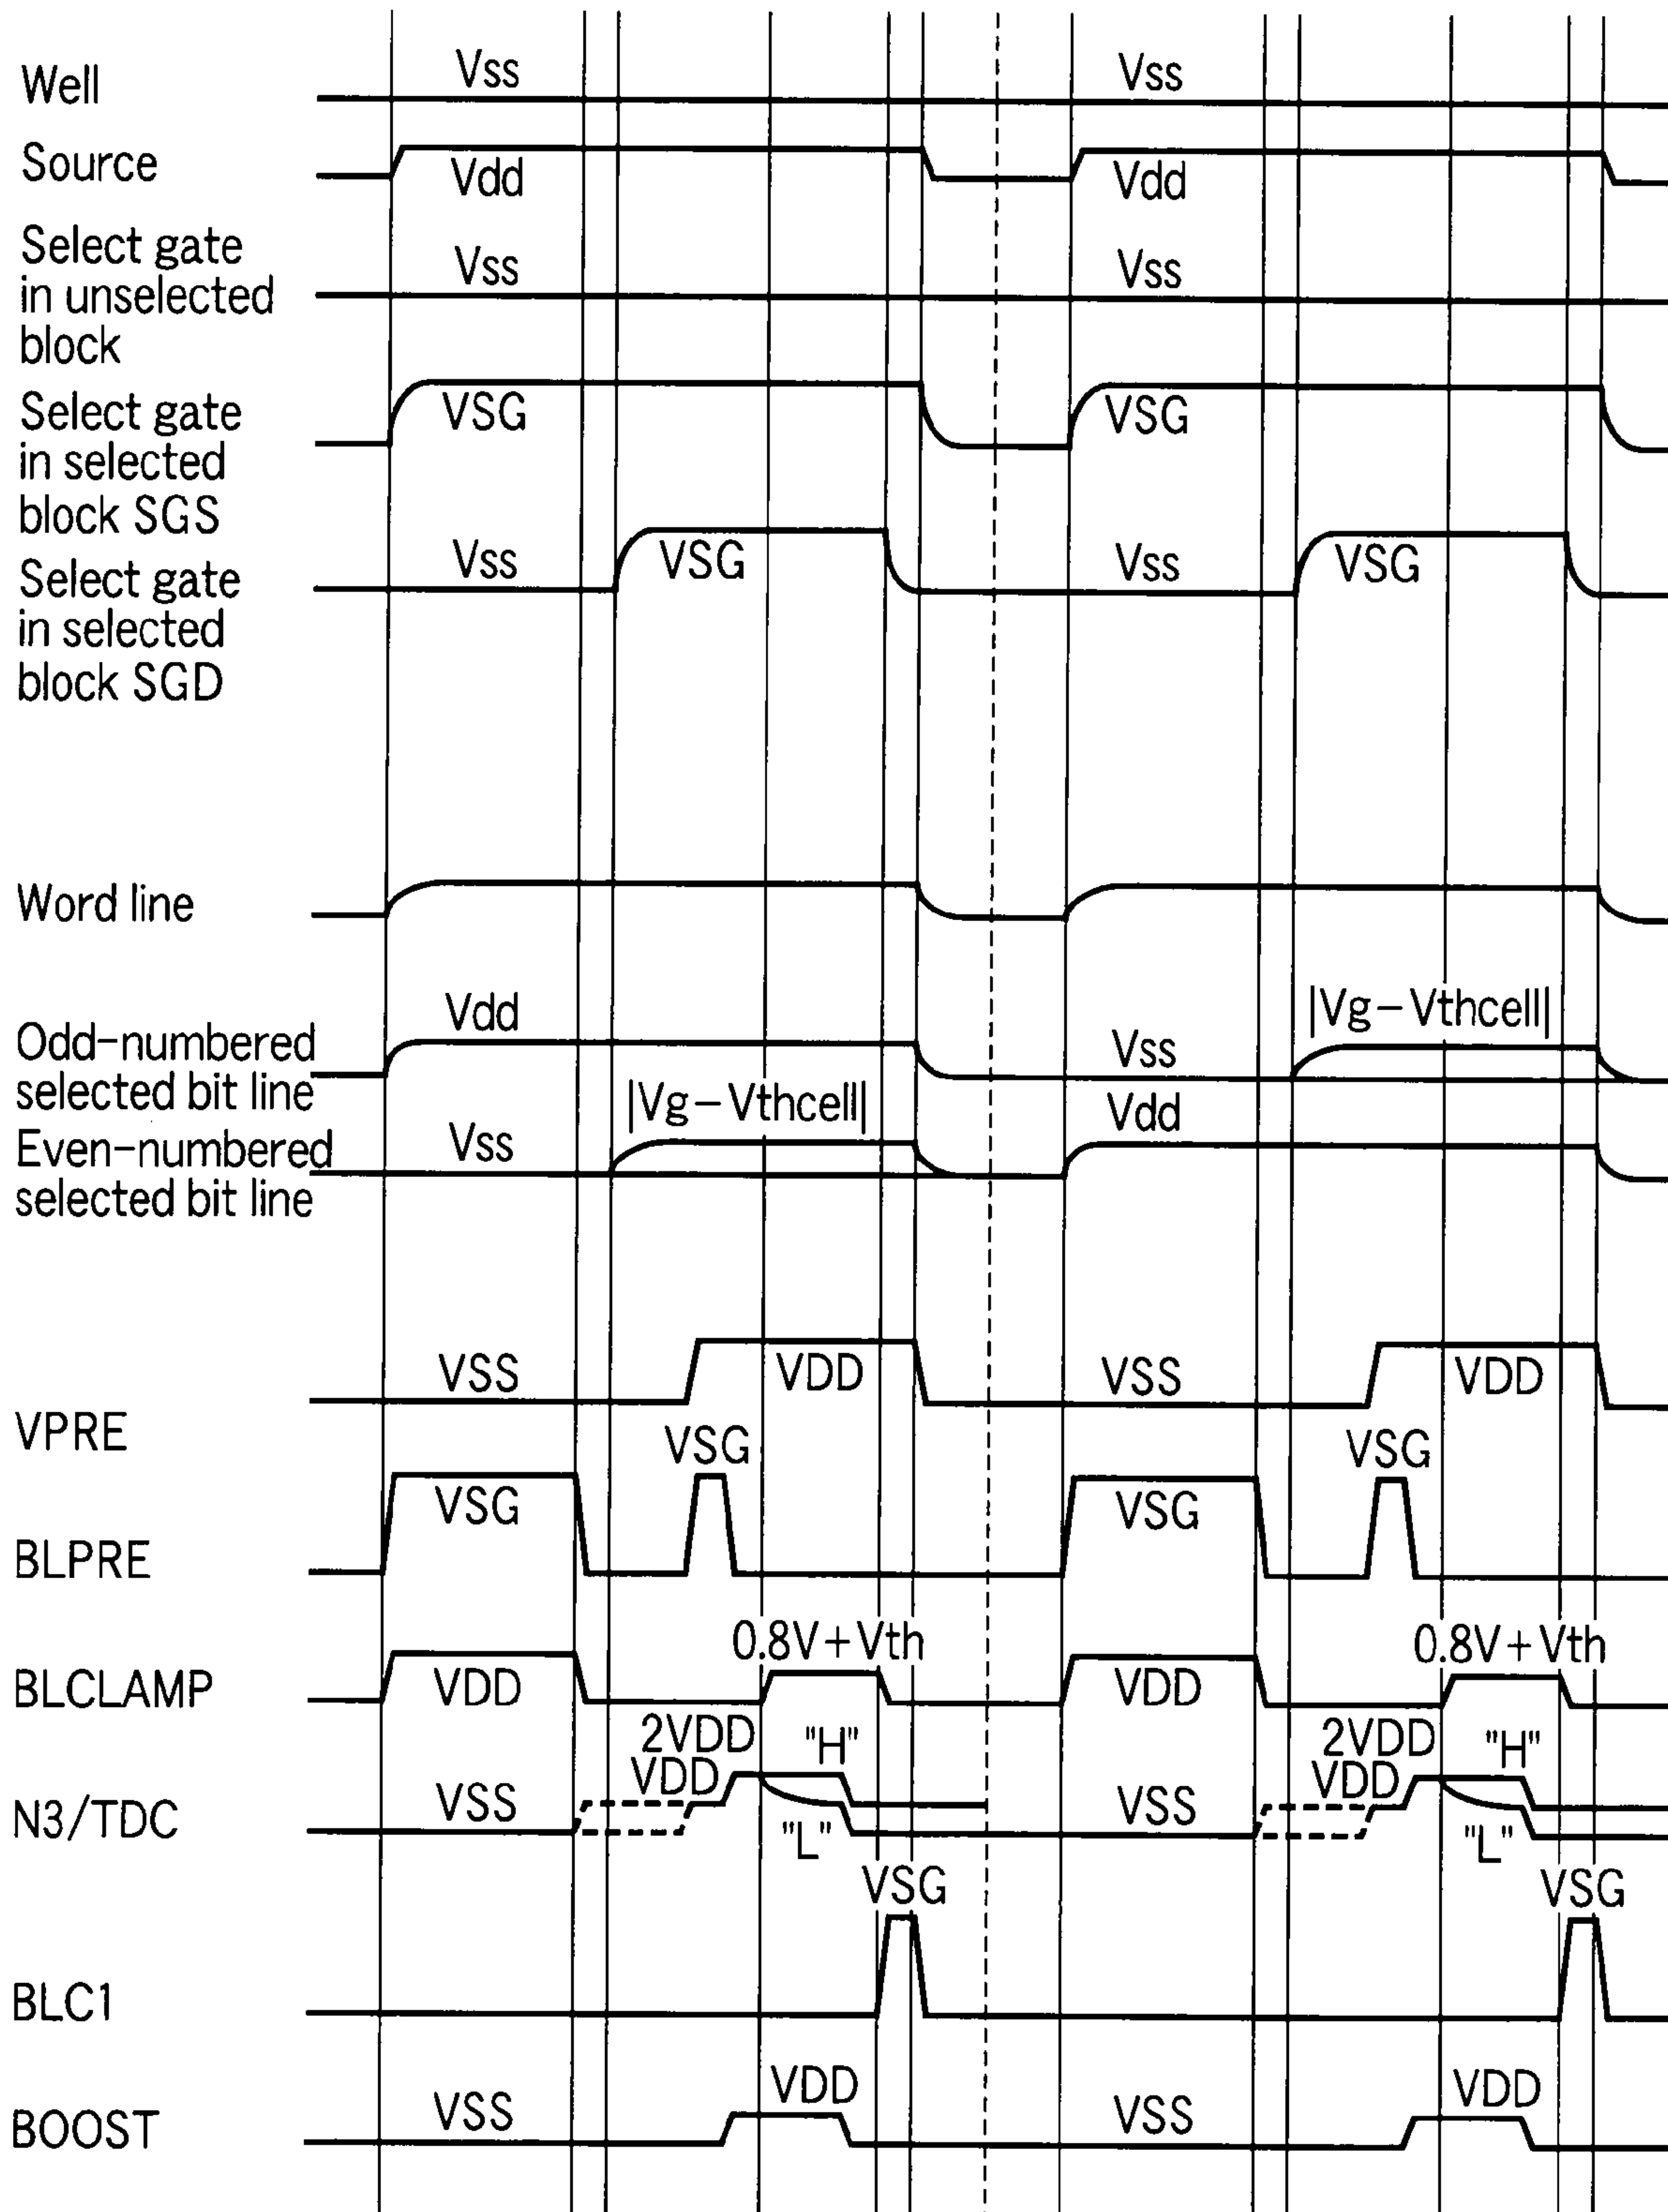 Well
Vss
Vss
Source
Vdd
Vdd
Select gate
in unselected
block
Vss
Vss
Select gate
in selected
block SGS
VSG
VSG
Select gate
in selected
block SGD
Vss
VSG
Vss
VSG
Word line
Odd-numbered
selected bit line
Vdd
Vss
|Vg-Vthcell|
Even-numbered
selected bit line
Vss
|Vg-Vthcell|
Vdd
VPRE
VSS
VDD
VSS
VDD
BLPRE
VSG
VSG
VSG
VSG
BLCLAMP
VDD
0.8V+Vth
VDD
0.8V+Vth
N3/TDC
VSS
VDD
2VDD
"H"
"L"
VSS
VDD
2VDD
"H"
"L"
BLC1
VSG
VSG
BOOST
VSS
VDD
VSS
VDD